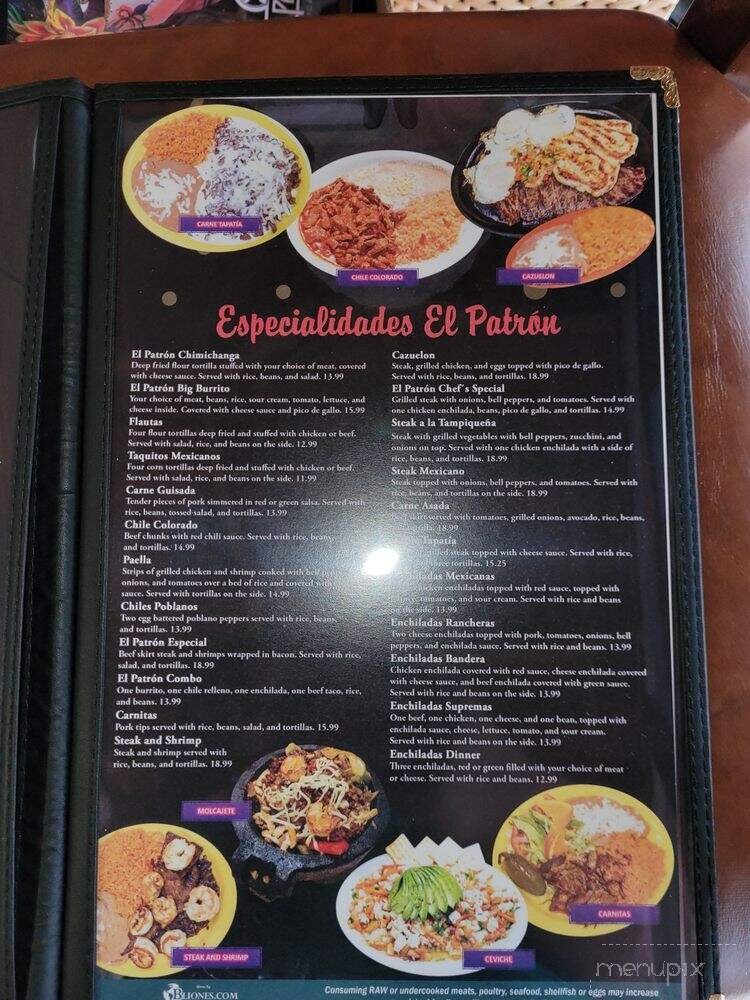 CARNE TAPATÍA
CHILE COLORADO
CAZUELON
Especialidades El Patrón
El Patrón Chimichanga
Deep fried flour tortilla stuffed with your choice of meat, covered
with cheese sauce. Served with rice, beans, and salad. 13.99
El Patrón Big Burrito
Your choice of meat, beans, rice, sour cream, tomato, lettuce, and
cheese inside. Covered with cheese sauce and pico de gallo. 15.99
Flautas
Four flour tortillas deep fried and stuffed with chicken or beef.
Served with salad, rice, and beans on the side. 12.99
Taquitos Mexicanos
Four corn tortillas deep fried and stuffed with chicken or beef.
Served with salad, rice, and beans on the side. 11.99
Carne Guisada
Tender pieces of pork simmered in red or green salsa. Served with
rice, beans, tossed salad, and tortillas. 13.99
Chile Colorado
Beef chunks with red chili sauce. Served with rice, beans,
and tortillas. 14.99
Paella
Strips of grilled chicken and shrimp cooked with bell
onions, and tomatoes over a bed of rice and covered with
sauce. Served with tortillas on the side. 14.99
Chiles Poblanos
Two egg battered poblano peppers served with rice, beans,
and tortillas. 13.99
El Patrón Especial
Beef skirt steak and shrimps wrapped in bacon. Served with rice,
salad, and tortillas. 18.99
El Patrón Combo
One burrito, one chile relleno, one enchilada, one beef taco, rice,
and beans. 13.99
Carnitas
Pork tips served with rice, beans, salad, and tortillas. 15.99
Steak and Shrimp
Steak and shrimp served with
rice, beans, and tortillas. 18.99
Cazuelon
Steak, grilled chicken, and eggs topped with pico de gallo.
Served with rice, beans, and tortillas. 18.99
El Patrón Chef´s Special
Grilled steak with onions, bell peppers, and tomatoes. Served with
one chicken enchilada, beans, pico de gallo, and tortillas. 14.99
Steak a la Tampiqueña
Steak with grilled vegetables with bell peppers, zucchini, and
onions on top. Served with one chicken enchilada with a side of
rice, beans, and tortillas. 18.99
Steak Mexicano
Steak topped with onions, bell peppers, and tomatoes. Served with
rice, beans, and tortillas on the side. 18.99
Carne Asada
skirt served with tomatoes, grilled onions, avocado, rice, beans,
18.99
Tapatía
grilled steak topped with cheese sauce. Served with rice,
three tortillas. 15.25
Mexicanas
chicken enchiladas topped with red sauce, topped with
tomatoes, and sour cream. Served with rice and beans
13.99
Enchiladas Rancheras
Two cheese enchiladas topped with pork, tomatoes, onions, bell
peppers, and enchilada sauce. Served with rice and beans. 13.99
Enchiladas Bandera
Chicken enchilada covered with red sauce, cheese enchilada covered
with cheese sauce, and beef enchilada covered with green sauce.
Served with rice and beans on the side. 13.99
Enchiladas Supremas
One beef, one chicken, one cheese, and one bean, topped with
enchilada sauce, cheese, lettuce, tomato, and sour cream.
Served with rice and beans on the side. 13.99
Enchiladas Dinner
Three enchiladas, red or green filled with your choice of meat
or cheese. Served with rice and beans. 12.99
MOLCAJETE
STEAK AND SHRIMP
CEVICHE
CARNITAS
BLIONES.COM
Consuming RAW or undercooked meats, poultry, seafood, shellfish or eggs may increase
menupix